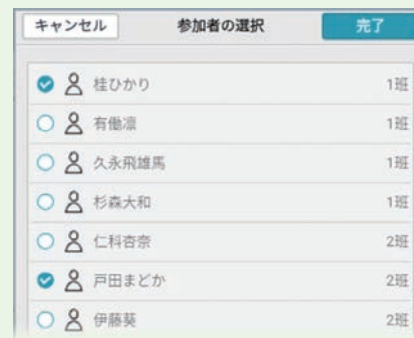 キャンセル 参加者の選択 完了
桂ひかり 1班
有働凛 1班
久永飛雄馬 1班
杉森大和 1班
仁科杏奈 2班
戸田まどか 2班
伊藤葵 2班